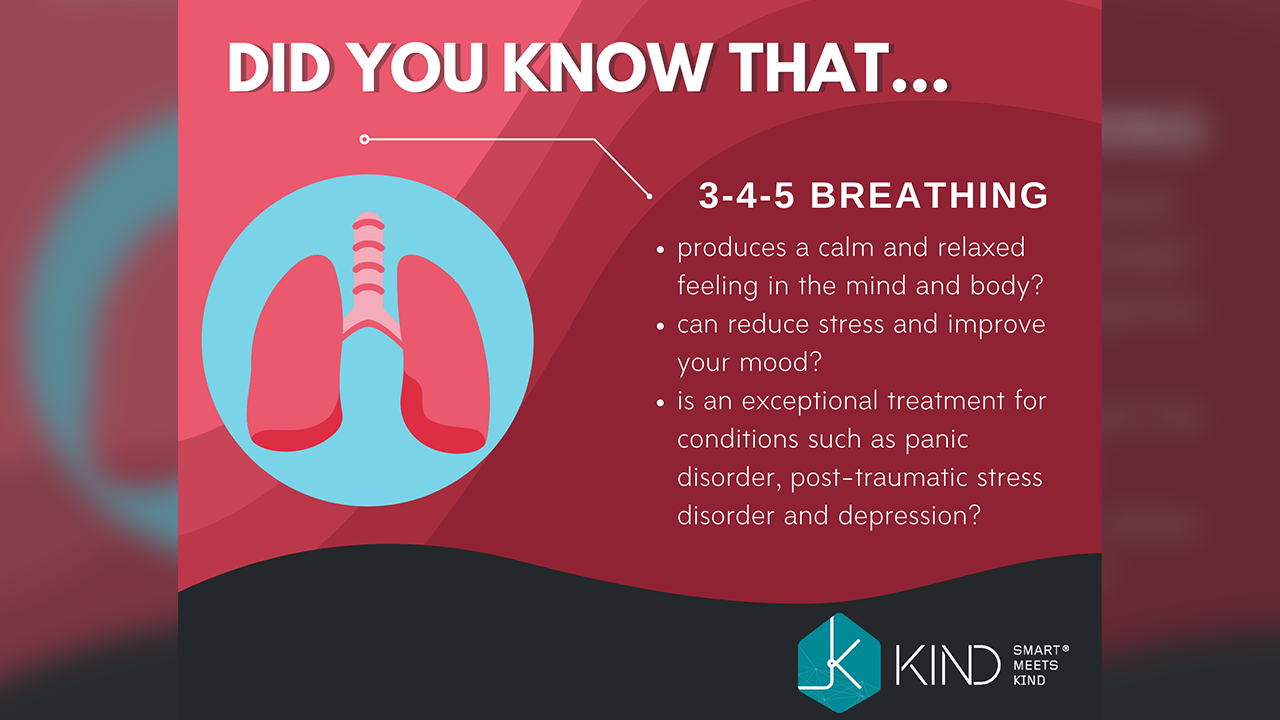 DID YOU KNOW THAT...
3-4-5 BREATHING
• produces a calm and relaxed
feeling in the mind and body?
• can reduce stress and improve
your mood?
• is an exceptional treatment for
conditions such as panic
disorder, post-traumatic stress
disorder and depression?
K
KIND
SMART®
MEETS
KIND